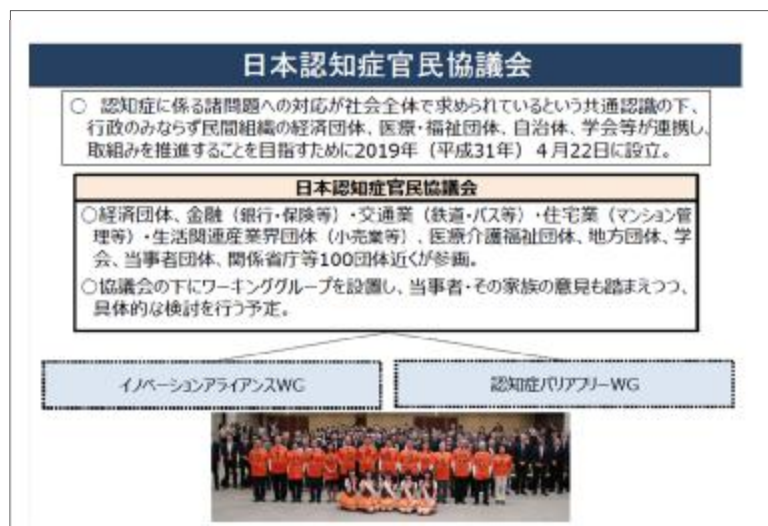 日本認知症官民協議会
○ 認知症に係る諸問題への対応が社会全体で求められているという共通認識の下、
行政のみならず民間組織の経済団体、医療・福祉団体、自治体、学会等が連携し、
取組みを推進することを目指すために2019年（平成31年）４月22日に設立。
日本認知症官民協議会
○経済団体、金融（銀行・保険等）・交通業（鉄道・バス等）・住宅業（マンション管
理等）・生活関連産業界団体（小売業等）、医療介護福祉団体、地方団体、学
会、当事者団体、関係省庁等100団体近くが参画。
○協議会の下にワーキンググループを設置し、当事者・その家族の意見も踏まえつつ、
具体的な検討を行う予定。
イノベーションアライアンスWG
認知症バリアフリーWG